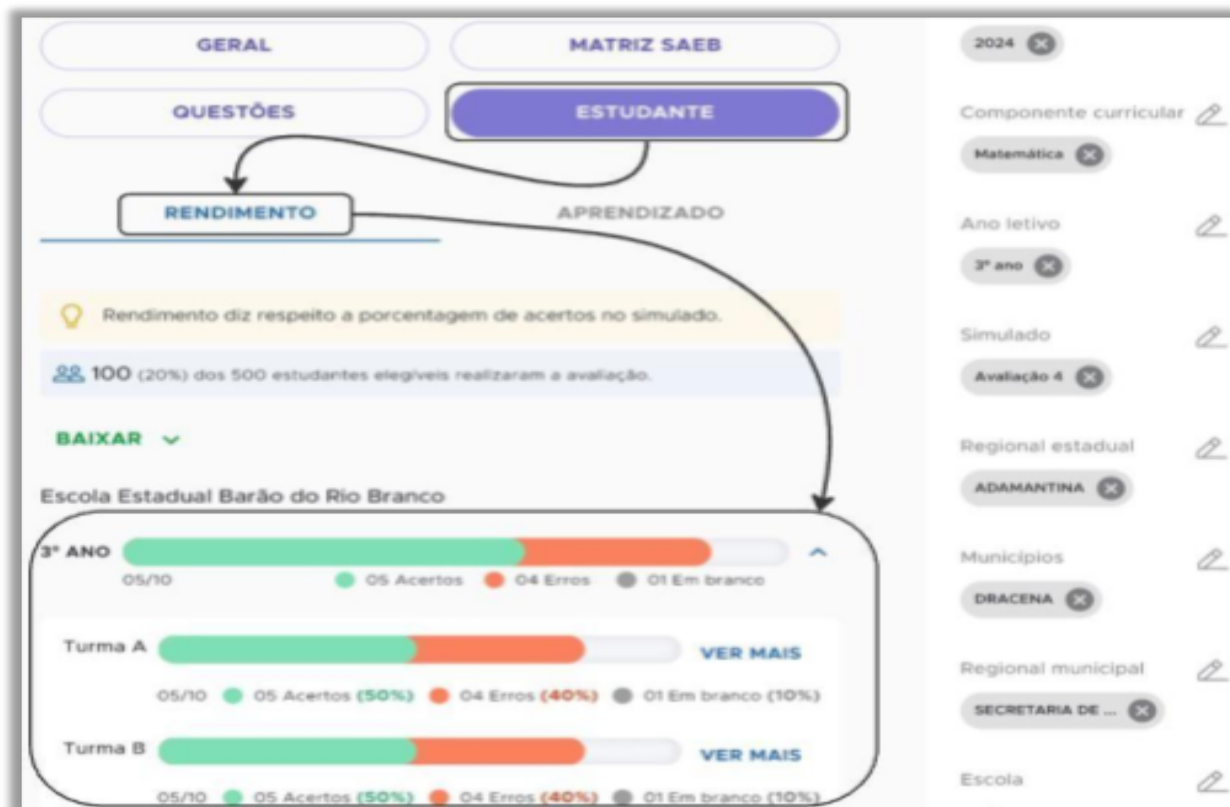 GERAL
MATRIZ SAEB
QUESTÕES
ESTUDANTE
RENDIMENTO
APRENDIZADO
Rendimento diz respeito a porcentagem de acertos no simulado.
100 (20%) dos 500 estudantes elegíveis realizaram a avaliação.
BAIXAR
Escola Estadual Barão do Rio Branco
3º ANO
05/10 05 Acertos 04 Erros 01 Em branco
Turma A
VER MAIS
05/10 05 Acertos (50%) 04 Erros (40%) 01 Em branco (10%)
Turma B
VER MAIS
05/10 05 Acertos (50%) 04 Erros (40%) 01 Em branco (10%)
2024
Componente curricular
Matemática
Ano letivo
3º ano
Simulado
Avaliação 4
Regional estadual
ADAMANTINA
Municípios
DRACENA
Regional municipal
SECRETARIA DE ...
Escola